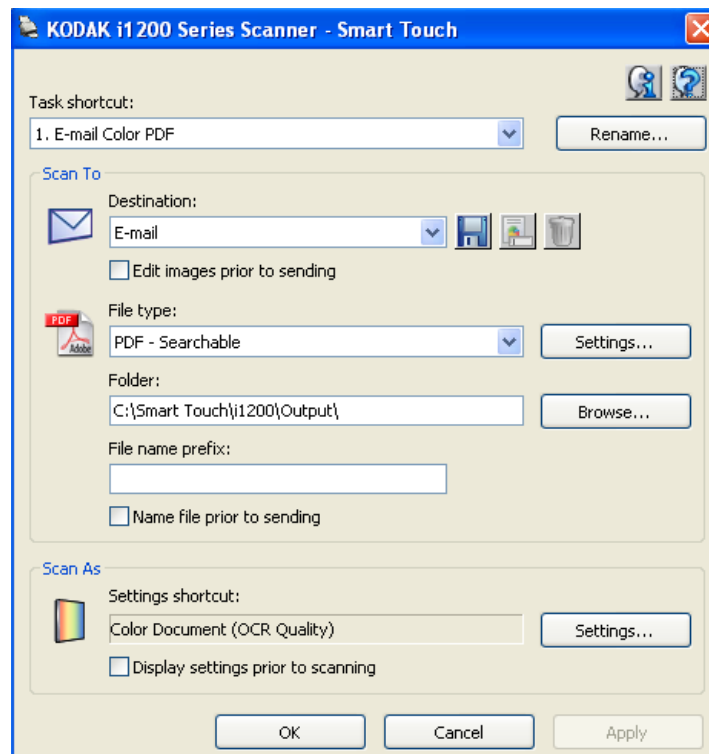 KODAK i1200 Series Scanner - Smart Touch
Task shortcut:
1. E-mail Color PDF
Rename...
Scan To
Destination:
E-mail
Edit images prior to sending
File type:
PDF
Adobe
PDF - Searchable
Settings...
Folder:
C:\Smart Touch\i1200\Output\
Browse...
File name prefix:
Name file prior to sending
Scan As
Settings shortcut:
Color Document (OCR Quality)
Settings...
Display settings prior to scanning
OK
Cancel
Apply